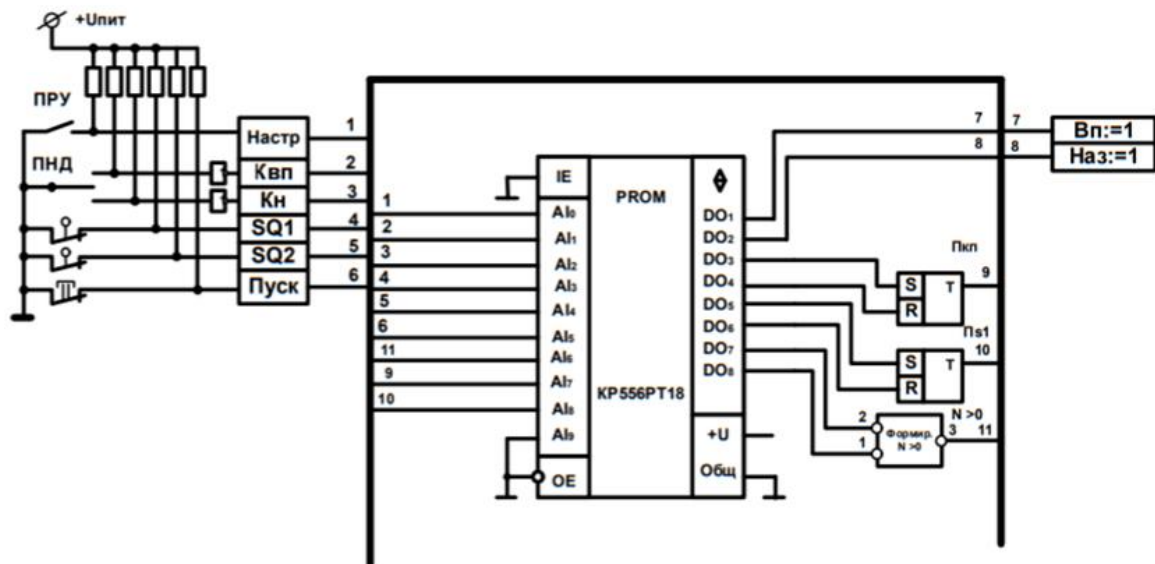 +Uпит
ПРУ
ПНД
Настр
Квп
Кн
SQ1
SQ2
Пуск
1
2
3
4
5
6
1
2
3
4
5
6
11
9
10
IE
AI0
AI1
AI2
AI3
AI4
AI5
AI6
AI7
AI8
AI9
OE
PROM
КР556РТ18
DO1
DO2
DO3
DO4
DO5
DO6
DO7
DO8
+U
Общ
7
8
7
8
Вп:=1
Наз:=1
Пкп
S
R
T
9
Пs1
S
R
T
10
2
1
Формир.
N >0
N >0
3
11